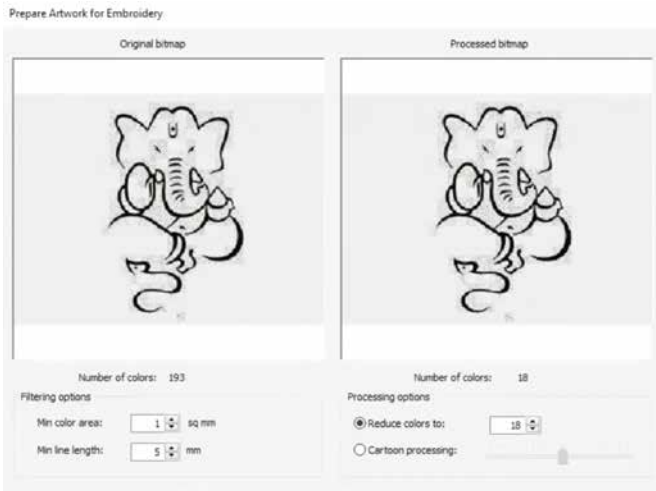 Prepare Artwork for Embroidery
Original bitmap
Processed bitmap
Number of colors: 193
Number of colors: 18
Filtering options
Processing options
Min color area: 1 sq mm
Reduce colors to: 18
Min line length: 5 mm
Cartoon processing: